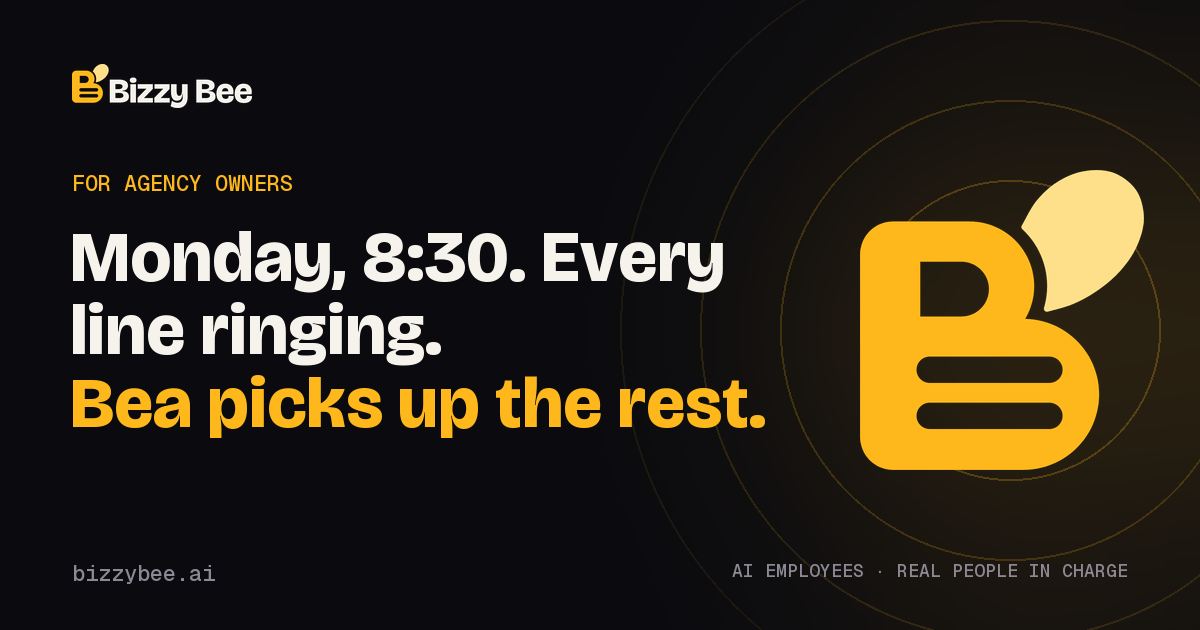 Bizzy Bee
FOR AGENCY OWNERS
Monday, 8:30. Every
line ringing.
Bea picks up the rest.
bizzybee.ai
AI EMPLOYEES · REAL PEOPLE IN CHARGE